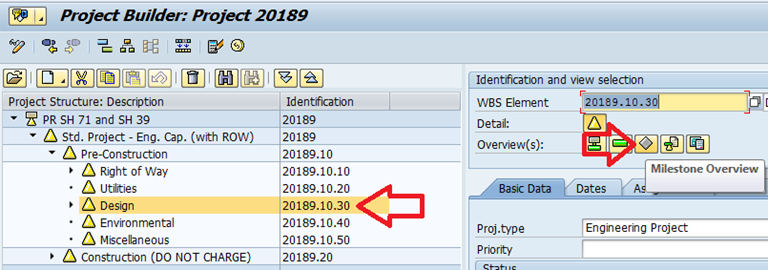 Project Builder: Project 20189
Identification and view selection
Project Structure: Description Identification
WBS Element 20189.10.30
PR SH 71 and SH 39 20189
Detail:
Std. Project - Eng. Cap. (with ROW) 20189
Overview(s):
Pre-Construction 20189.10
Milestone Overview
Right of Way 20189.10.10
Utilities 20189.10.20
Basic Data Dates
Design 20189.10.30
Environmental 20189.10.40
Proj.type Engineering Project
Miscellaneous 20189.10.50
Priority
Construction (DO NOT CHARGE) 20189.20
Status